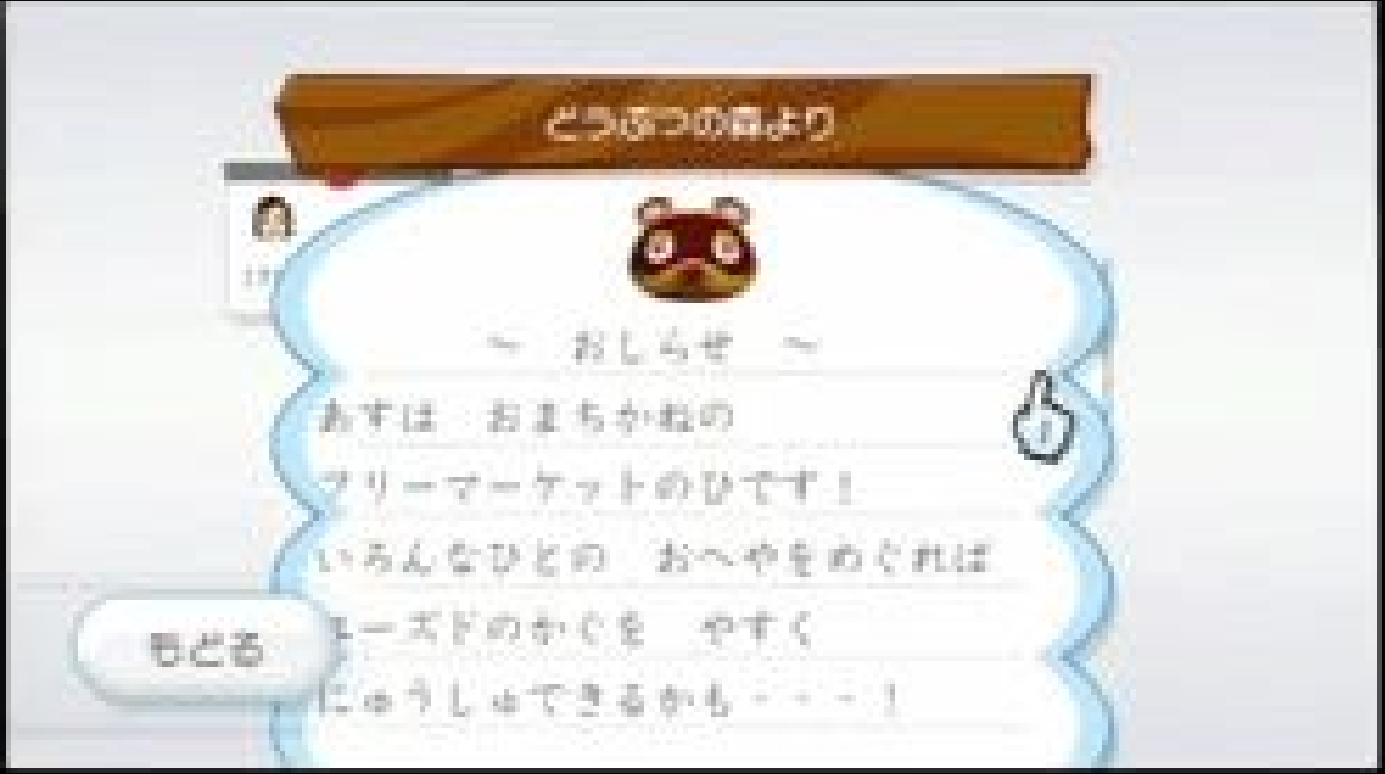 どうぶつの森より
～　おしらせ　～
あすは　おまちかねの
フリーマーケットのひです！
いろんなひとの　おへやをめぐれば
ユーズドのかぐを　やすく
にゅうしゅできるかも・・・！
もどる